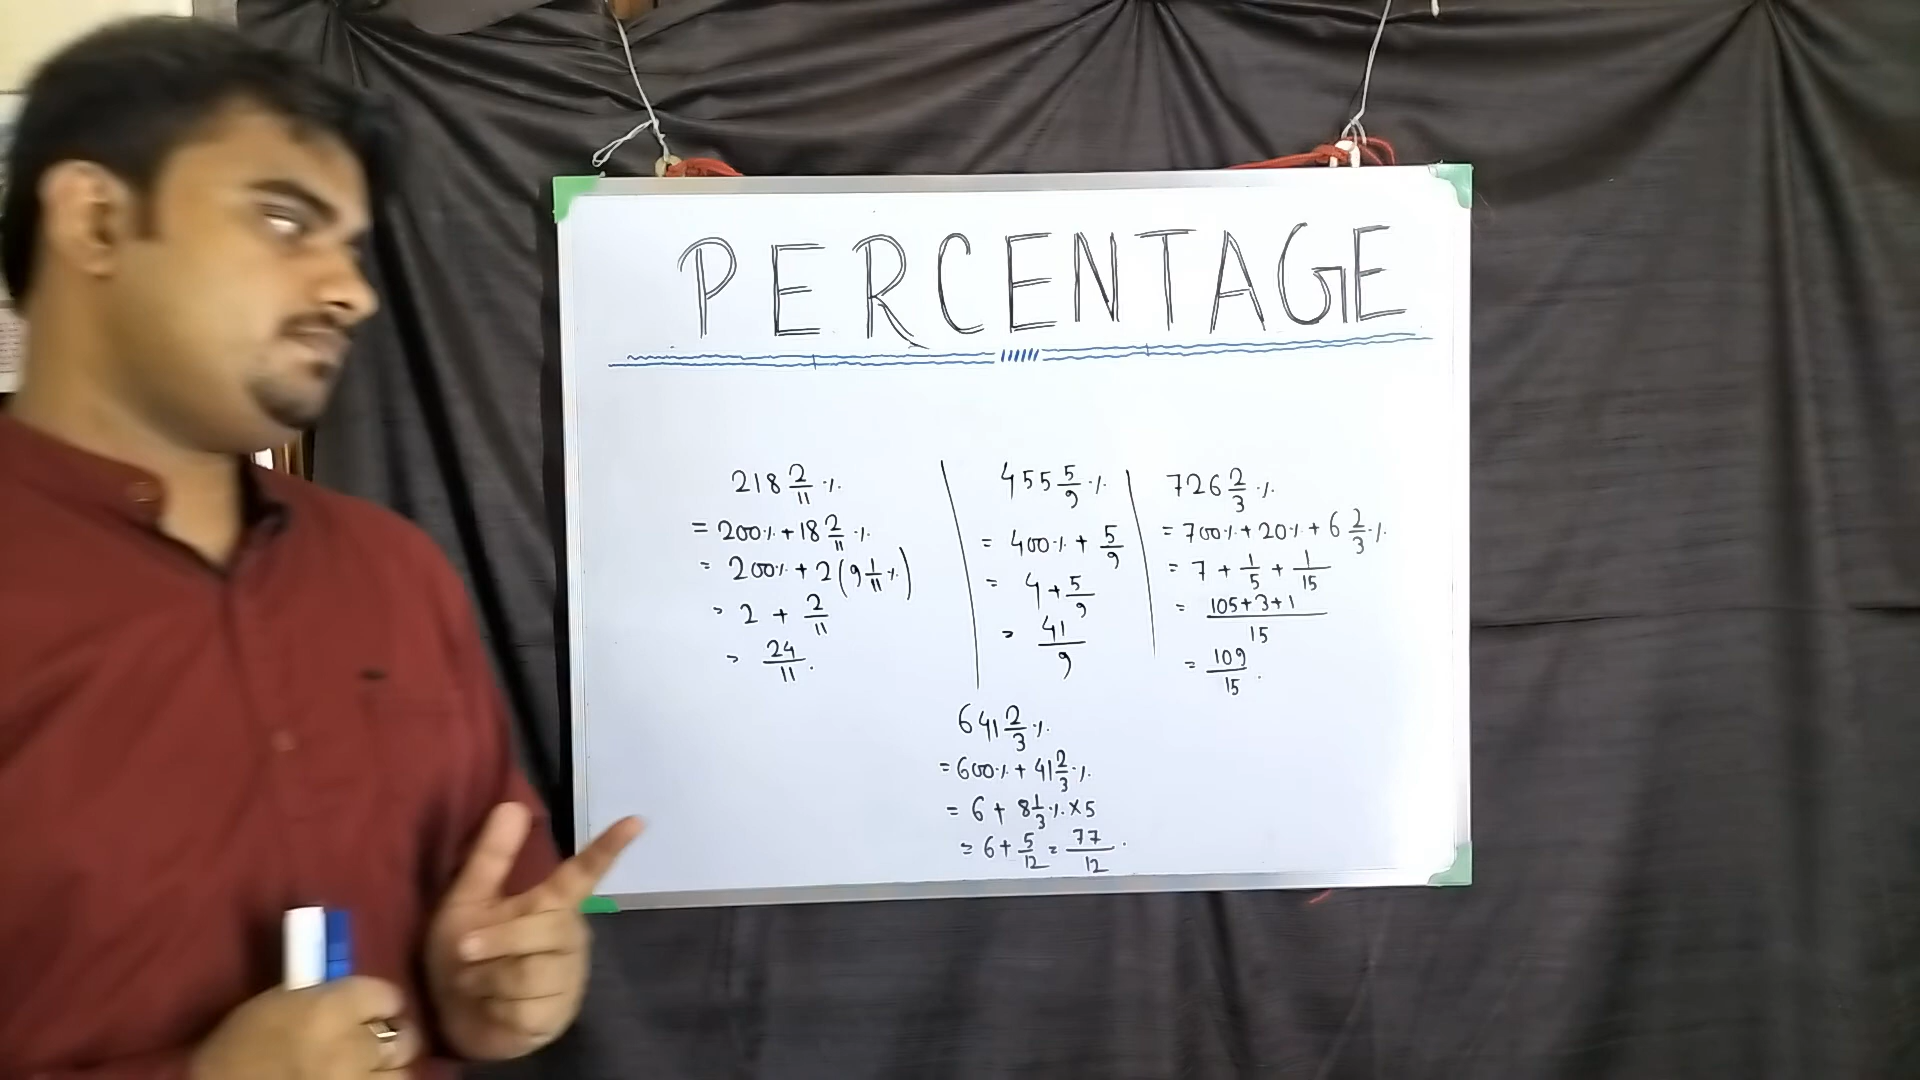 PERCENTAGE
218 2/11 %
= 200% + 18 2/11 %
= 200% + 2(9 1/11 %)
= 2 + 2/11
= 24/11.
455 5/9 %
= 400% + 5/9
= 4 + 5/9
= 41/9
726 2/3 %
= 700% + 20% + 6 2/3 %
= 7 + 1/5 + 1/15
= 105+3+1/15
= 109/15.
641 2/3 %
= 600% + 41 2/3 %
= 6 + 8 1/3 % × 5
= 6 + 5/12 = 77/12.